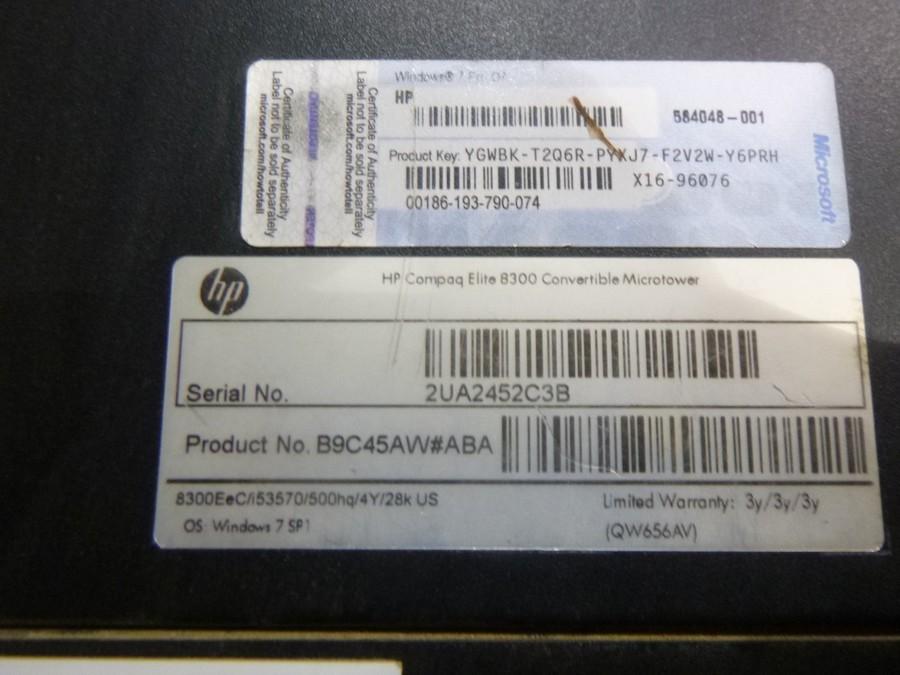 Windows® 7 Pro OA
HP
584048-001
Product Key: YGWBK-T2Q6R-PYXJ7-F2V2W-Y6PRH
X16-96076
00186-193-790-074
Certificate of Authenticity
Label not to be sold separately
microsoft.com/howtotell
Certificate of Authenticity
Label not to be sold separately
microsoft.com/howtotell
Microsoft
hp
HP Compaq Elite 8300 Convertible Microtower
Serial No.
2UA2452C3B
Product No. B9C45AW#ABA
8300EeC/i53570/500hq/4Y/28k US
Limited Warranty: 3y/3y/3y
OS: Windows 7 SP1
(QW656AV)